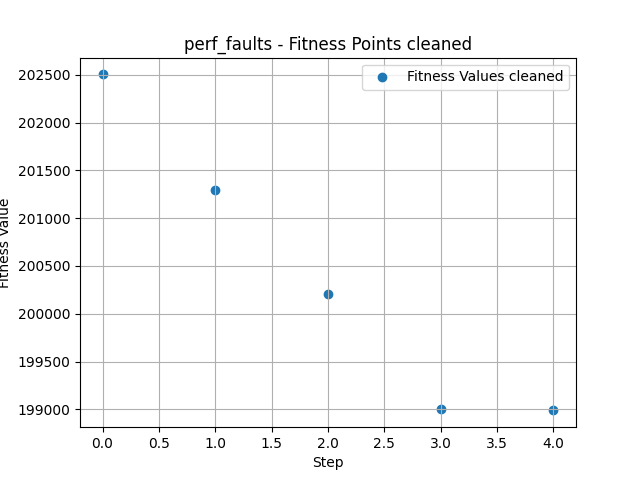 perf_faults - Fitness Points cleaned
Fitness Values cleaned
202500
202000
201500
201000
200500
200000
199500
199000
Fitness Value
0.0 0.5 1.0 1.5 2.0 2.5 3.0 3.5 4.0
Step